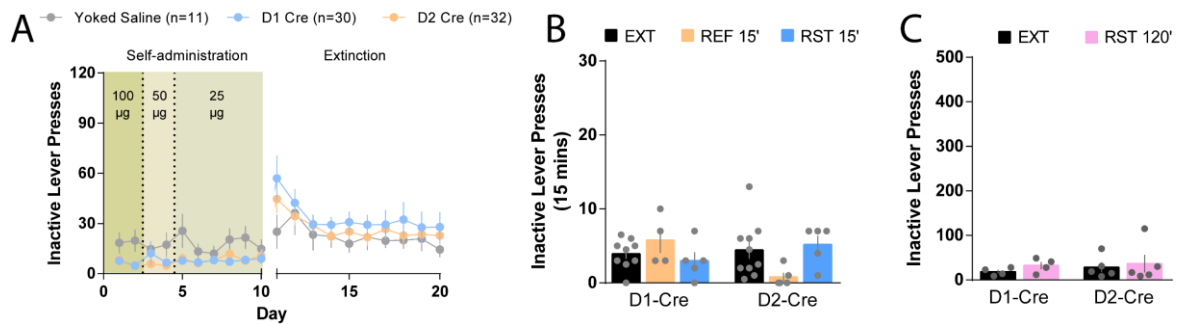 A
Yoked Saline (n=11) D1 Cre (n=30) D2 Cre (n=32)
Self-administration Extinction
Inactive Lever Presses
120
90
60
30
0
100 µg
50 µg
25 µg
0 5 10 15 20
Day
B
EXT REF 15' RST 15'
Inactive Lever Presses
(15 mins)
30
20
10
0
D1-Cre D2-Cre
C
EXT RST 120'
Inactive Lever Presses
500
400
300
200
100
0
D1-Cre D2-Cre